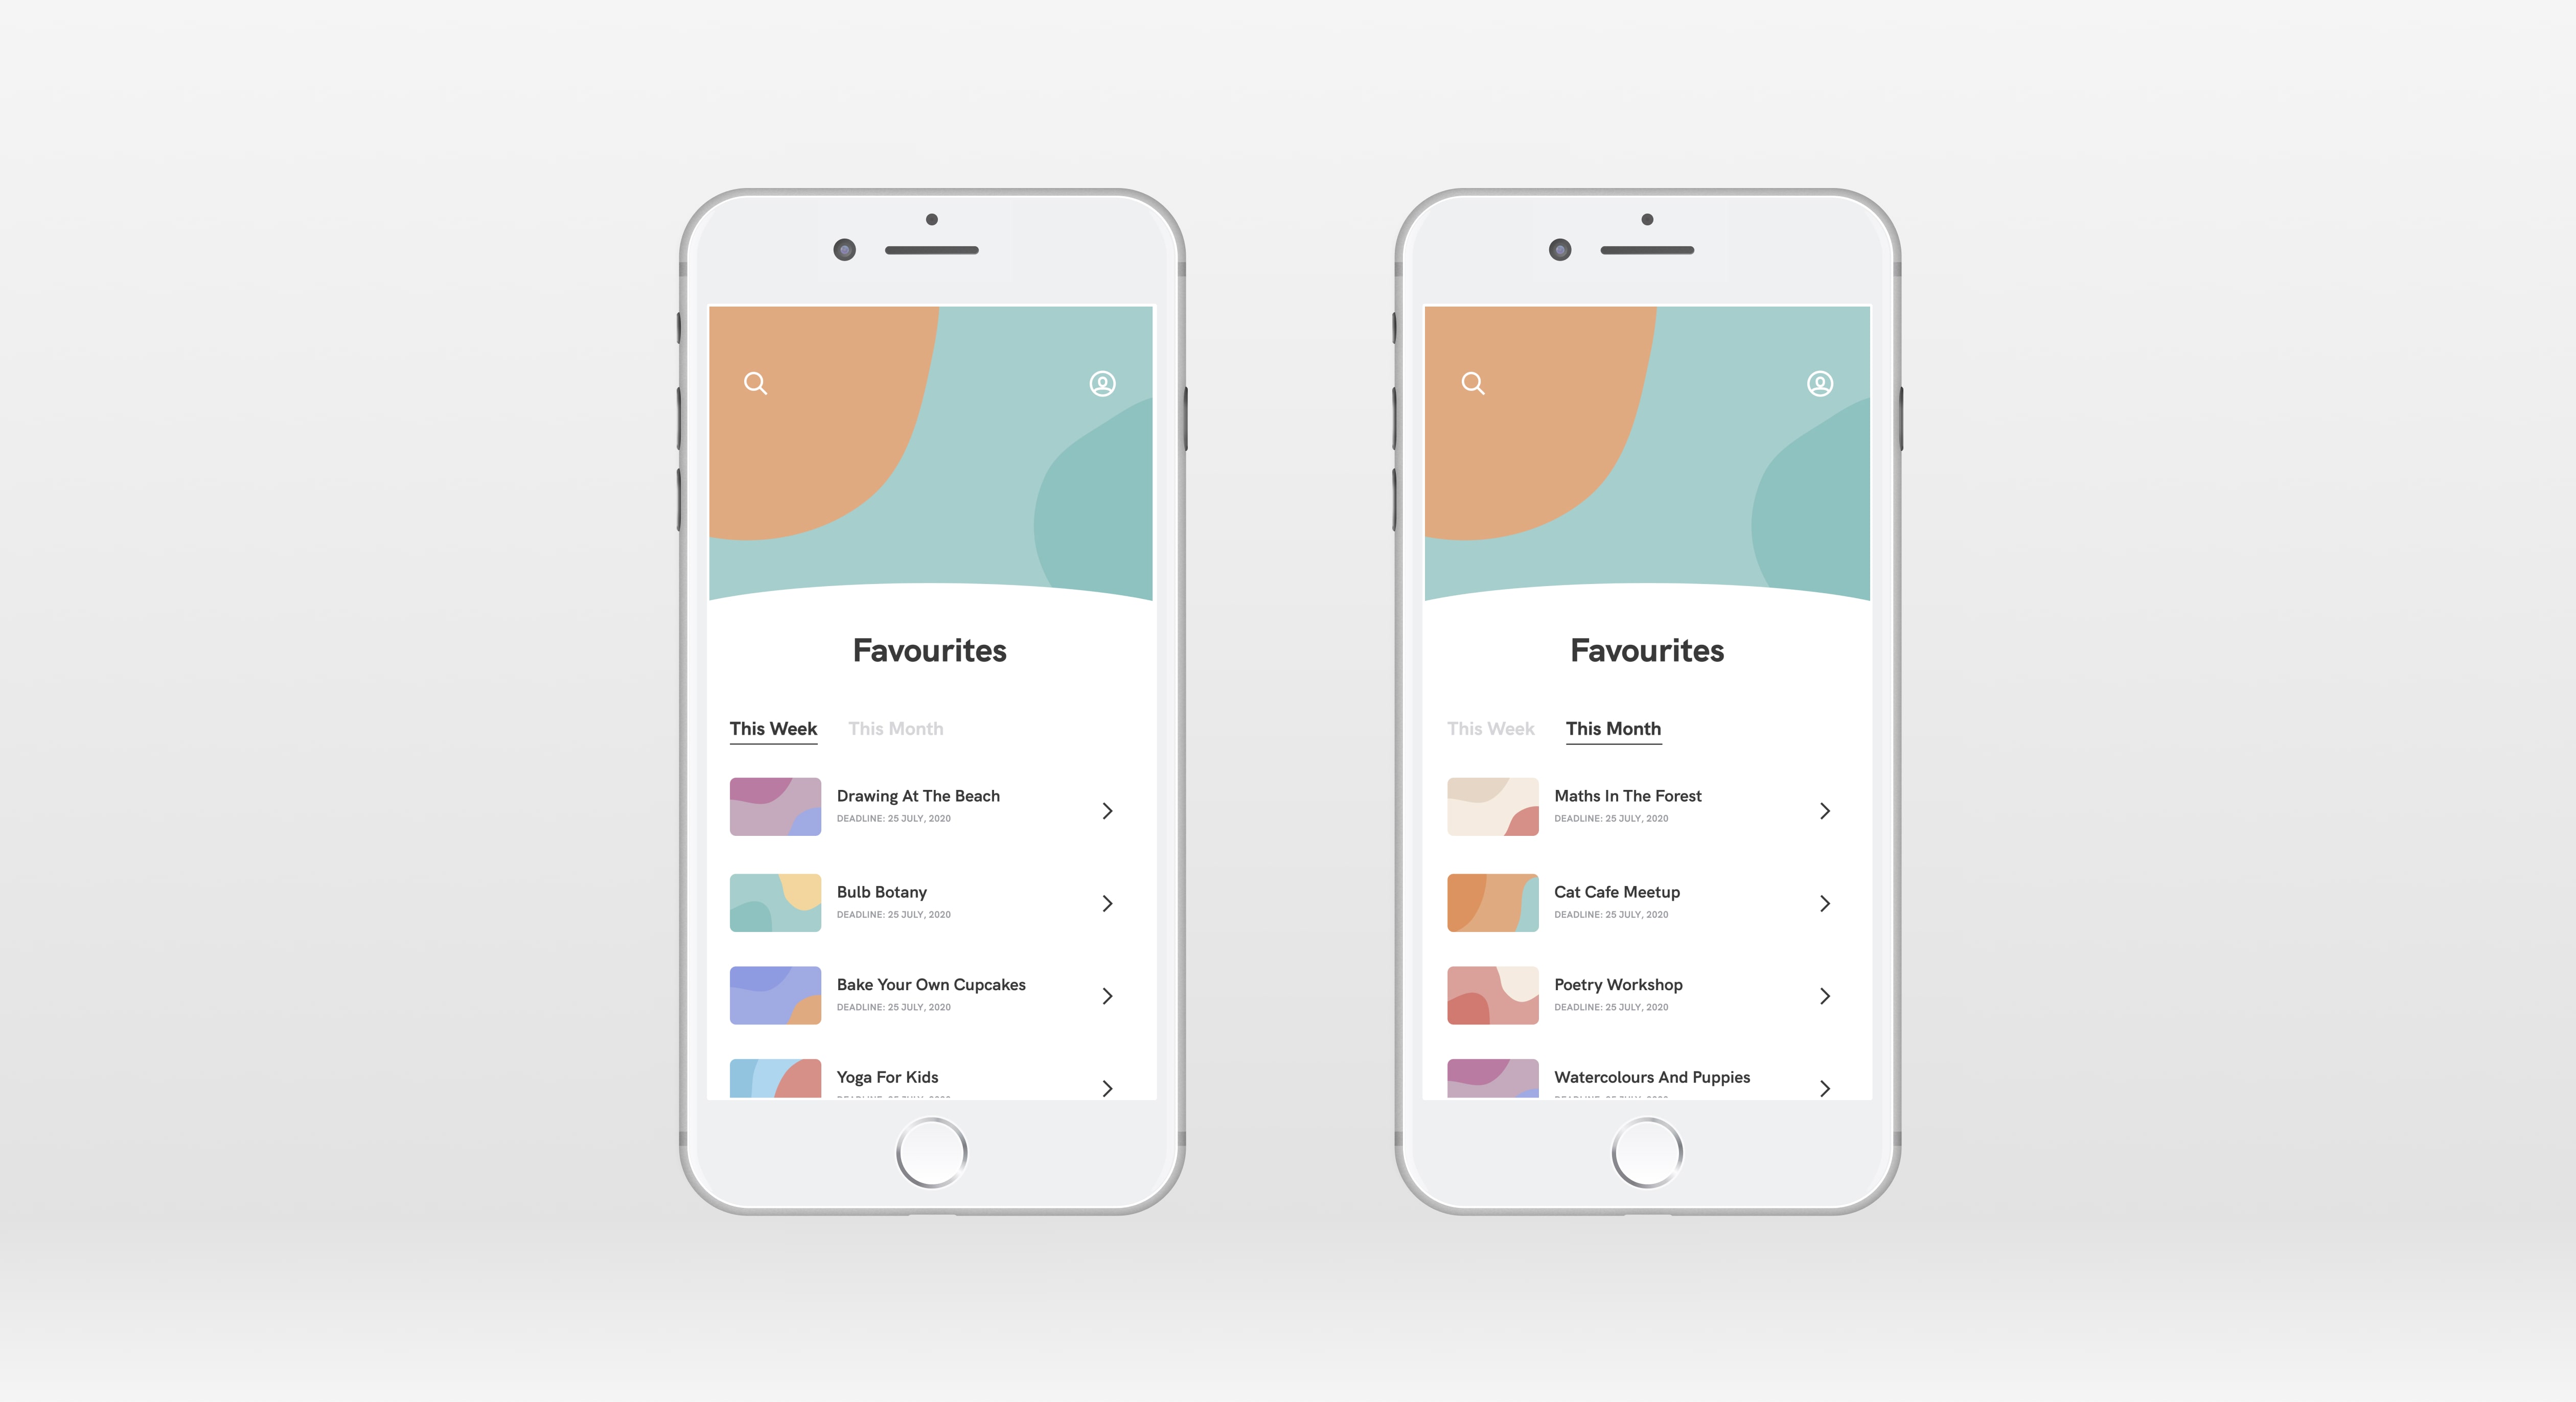 Favourites
This Week This Month
Drawing At The Beach
DEADLINE: 25 JULY, 2020
Bulb Botany
DEADLINE: 25 JULY, 2020
Bake Your Own Cupcakes
DEADLINE: 25 JULY, 2020
Yoga For Kids
Favourites
This Week This Month
Maths In The Forest
DEADLINE: 25 JULY, 2020
Cat Cafe Meetup
DEADLINE: 25 JULY, 2020
Poetry Workshop
DEADLINE: 25 JULY, 2020
Watercolours And Puppies